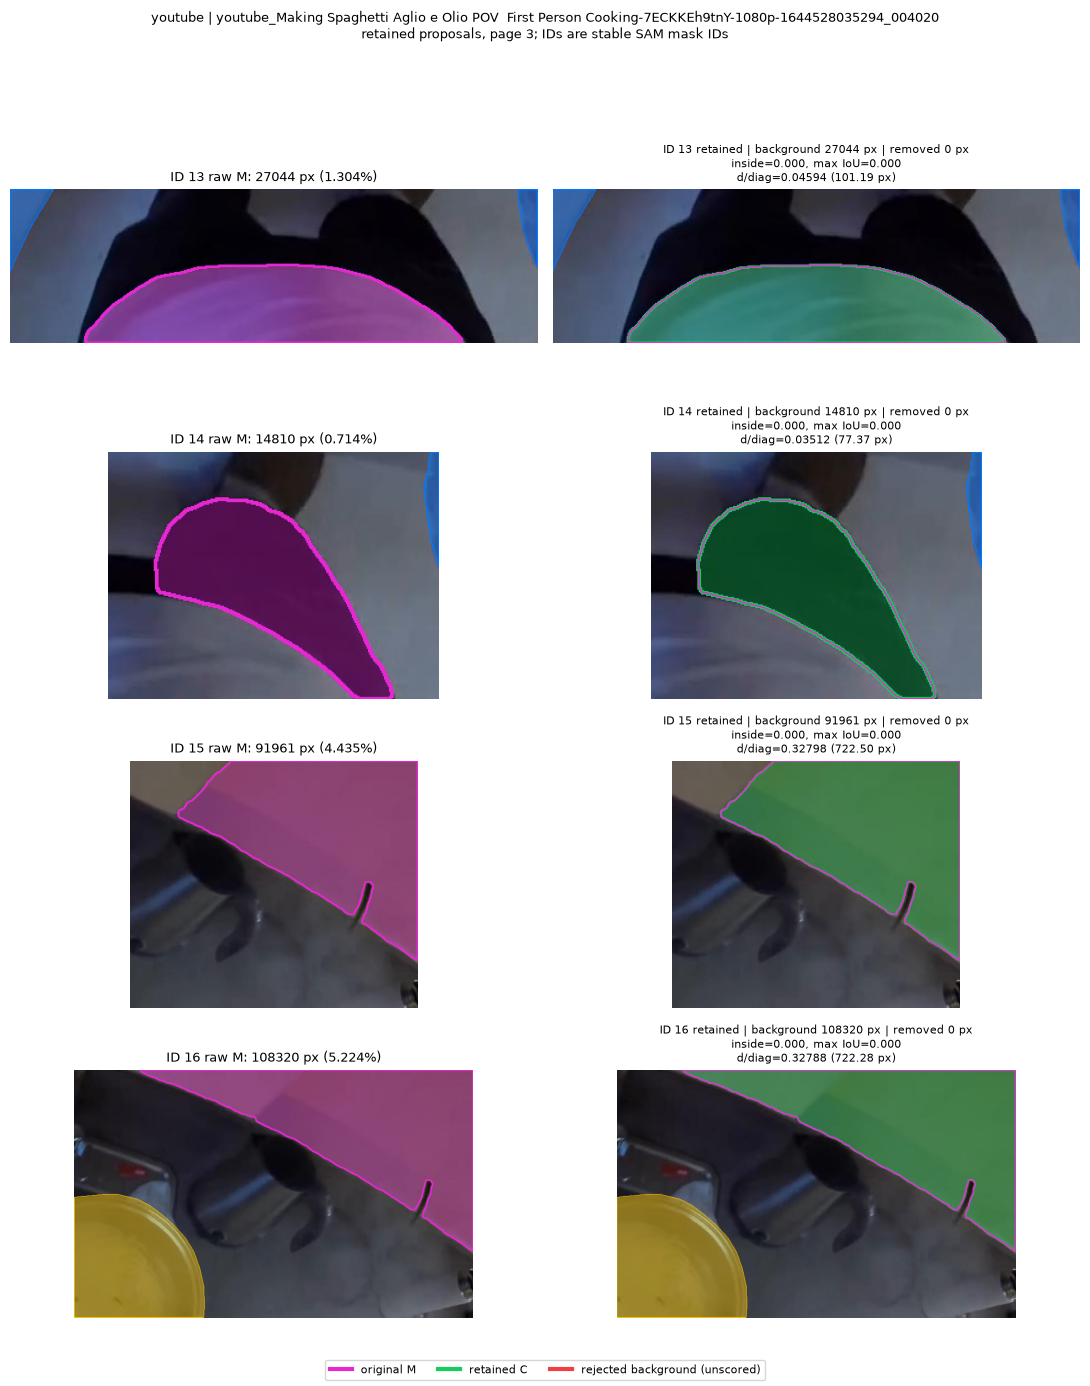 youtube | youtube_Making Spaghetti Aglio e Olio POV  First Person Cooking-7ECKKEh9tnY-1080p-1644528035294_004020
retained proposals, page 3; IDs are stable SAM mask IDs
ID 13 raw M: 27044 px (1.304%)
ID 13 retained | background 27044 px | removed 0 px
inside=0.000, max IoU=0.000
d/diag=0.04594 (101.19 px)
ID 14 raw M: 14810 px (0.714%)
ID 14 retained | background 14810 px | removed 0 px
inside=0.000, max IoU=0.000
d/diag=0.03512 (77.37 px)
ID 15 raw M: 91961 px (4.435%)
ID 15 retained | background 91961 px | removed 0 px
inside=0.000, max IoU=0.000
d/diag=0.32798 (722.50 px)
ID 16 raw M: 108320 px (5.224%)
ID 16 retained | background 108320 px | removed 0 px
inside=0.000, max IoU=0.000
d/diag=0.32788 (722.28 px)
original M
retained C
rejected background (unscored)